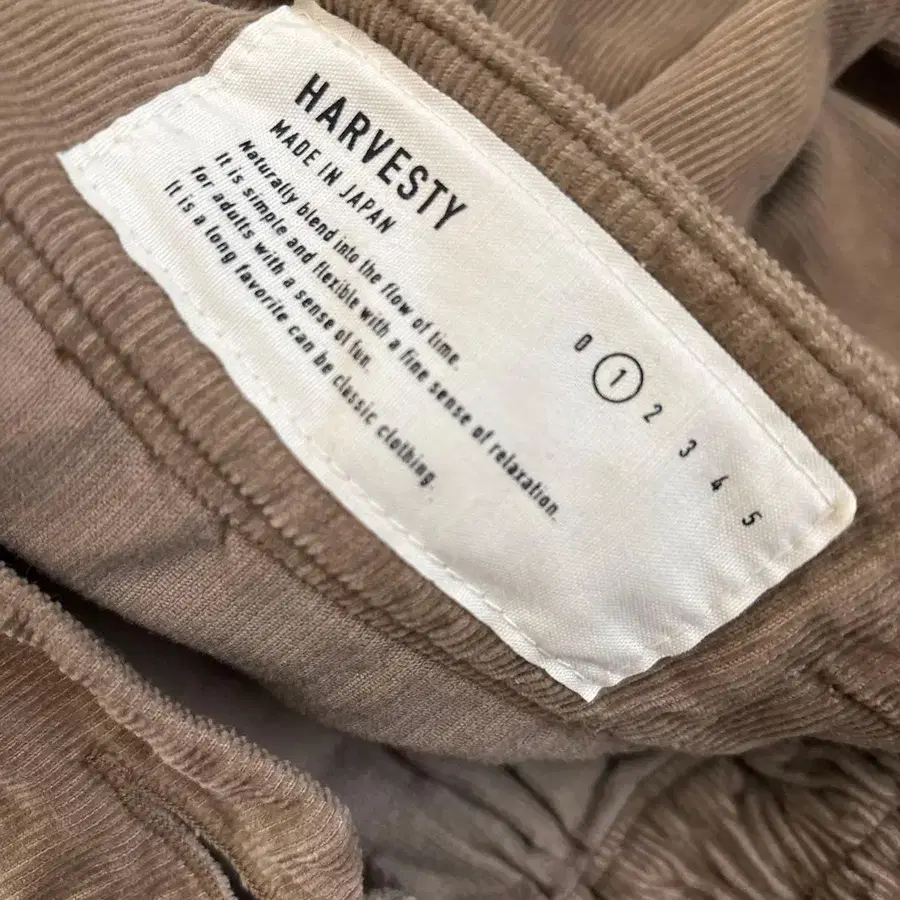 HARVESTY
MADE IN JAPAN
Naturally blend into the flow of time.
It is simple and flexible with a fine sense of relaxation.
for adults with a sense of fun.
It is a long favorite can be classic clothing.
0 1 2 3 4 5